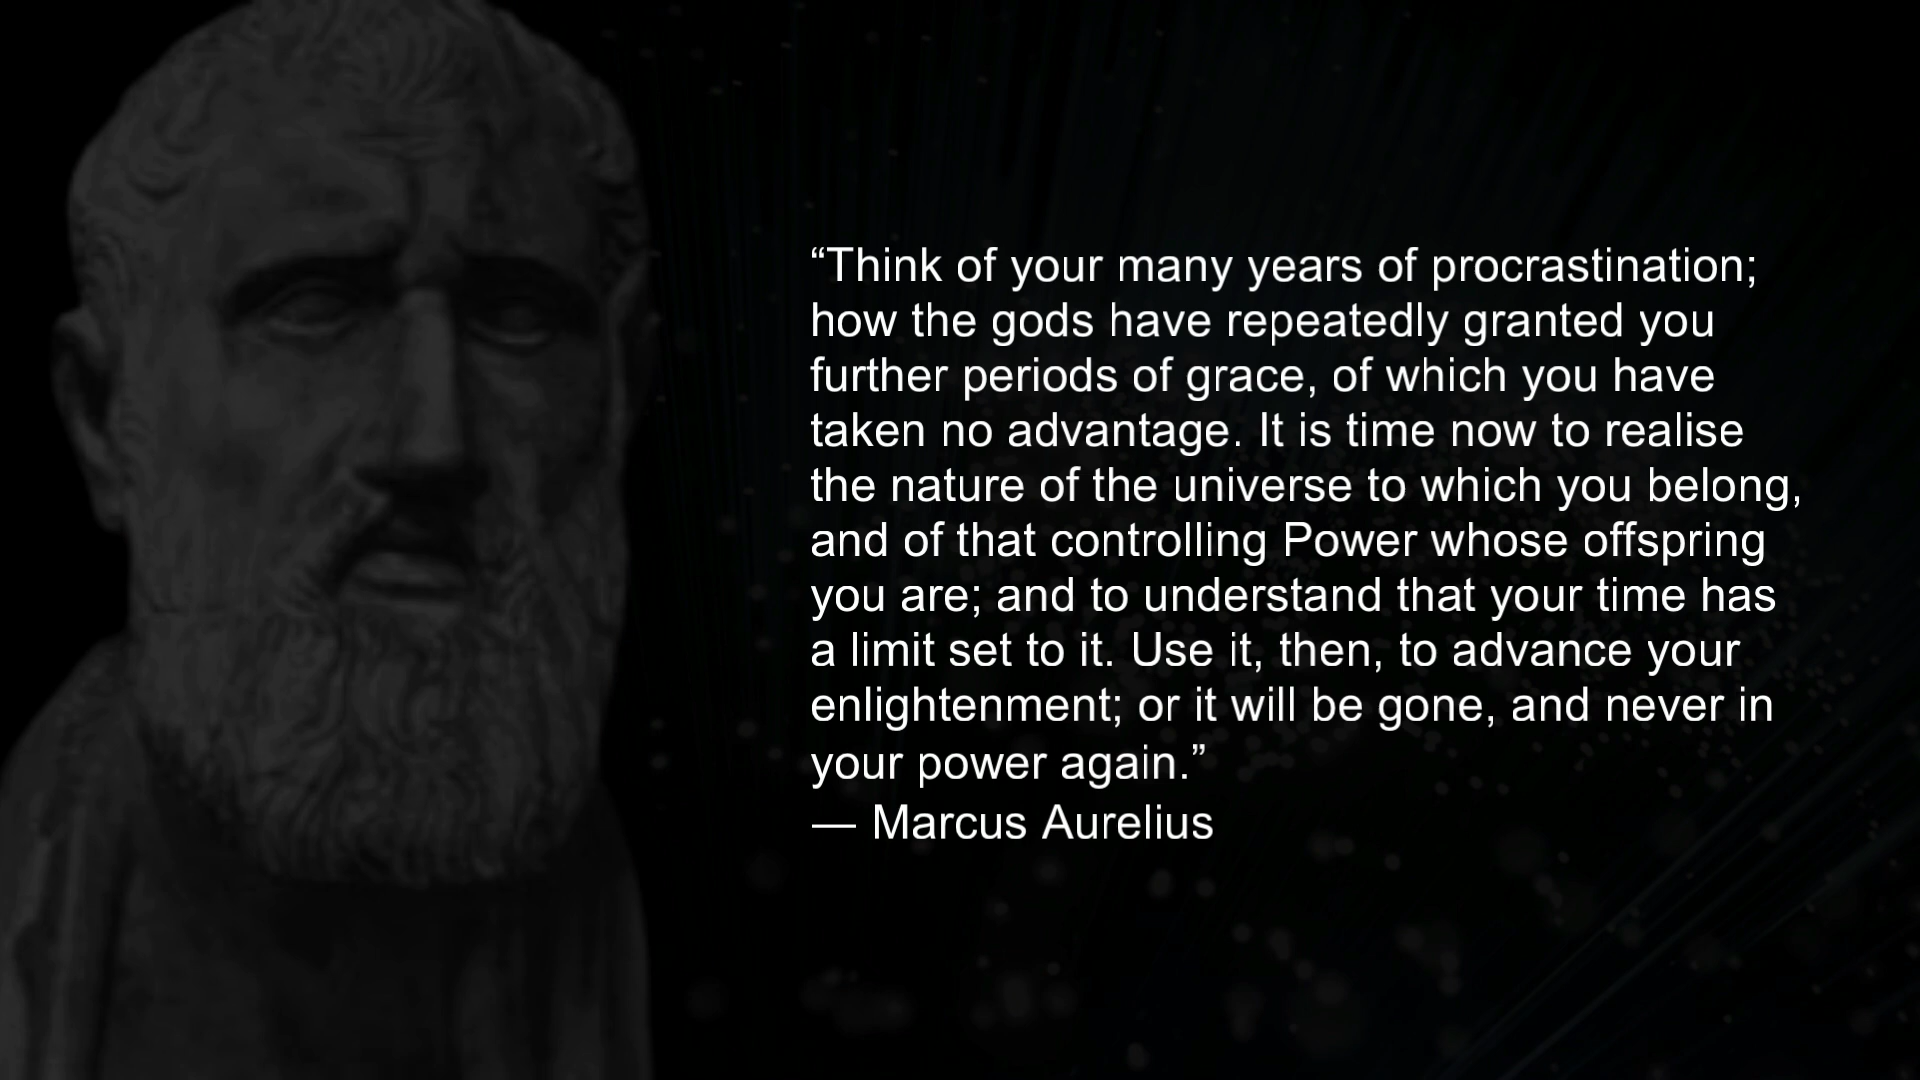 “Think of your many years of procrastination;
how the gods have repeatedly granted you
further periods of grace, of which you have
taken no advantage. It is time now to realise
the nature of the universe to which you belong,
and of that controlling Power whose offspring
you are; and to understand that your time has
a limit set to it. Use it, then, to advance your
enlightenment; or it will be gone, and never in
your power again.”
— Marcus Aurelius